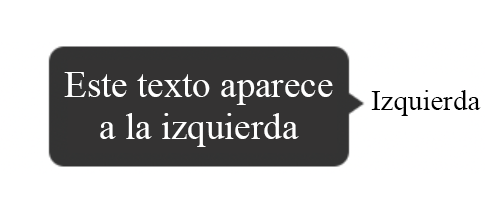 Este texto aparece
a la izquierda
Izquierda